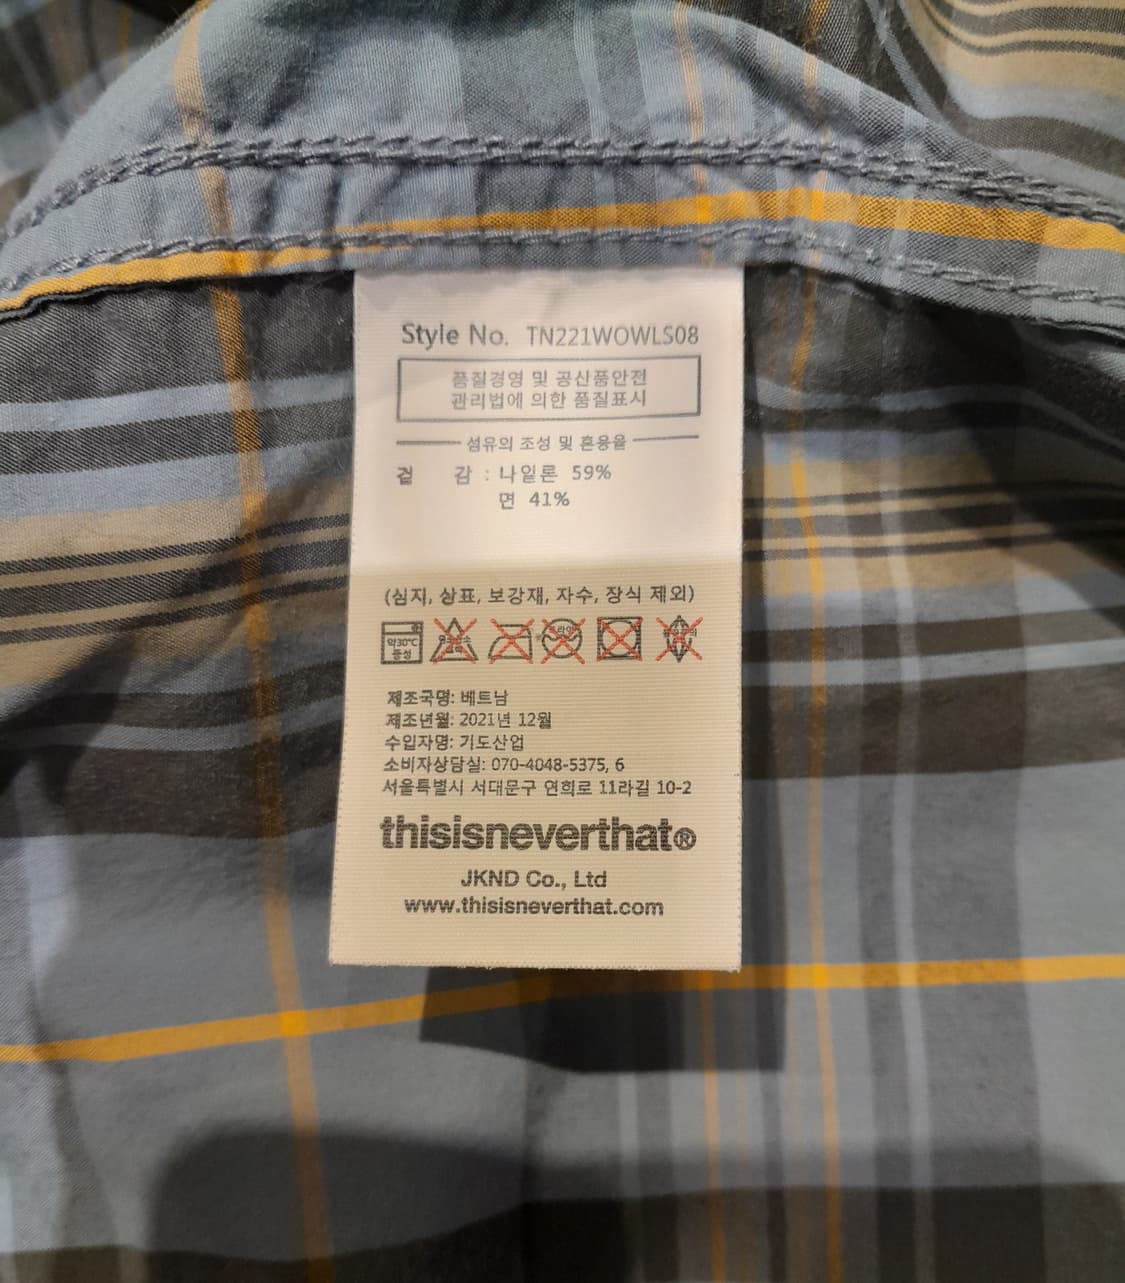 Style No. TN221WOWLS08
품질경영 및 공산품안전
관리법에 의한 품질표시
섬유의 조성 및 혼용율
겉 감 : 나일론 59%
면 41%
(심지, 상표, 보강재, 자수, 장식 제외)
약30℃
중성
제조국명: 베트남
제조년월: 2021년 12월
수입자명: 기도산업
소비자상담실: 070-4048-5375, 6
서울특별시 서대문구 연희로 11라길 10-2
thisisneverthat®
JKND Co., Ltd
www.thisisneverthat.com